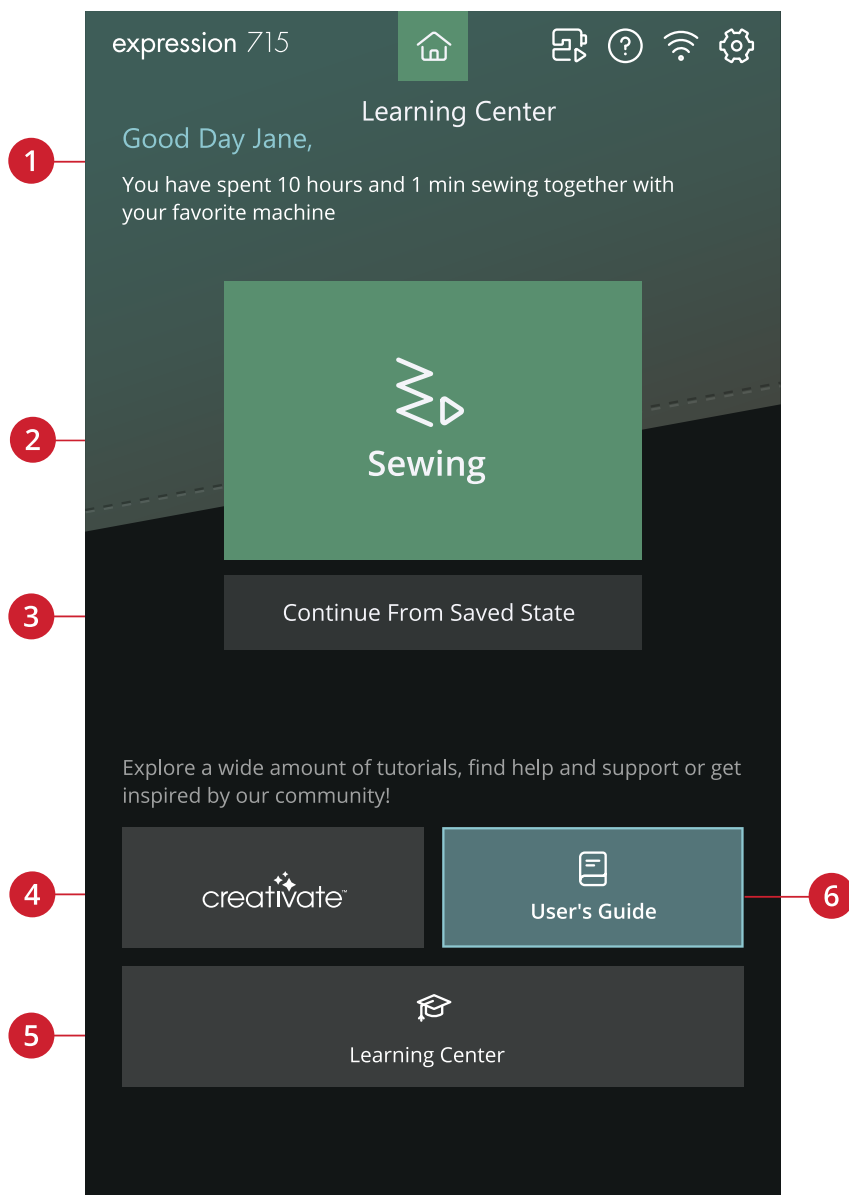 expression 715
Learning Center
Good Day Jane,
1
You have spent 10 hours and 1 min sewing together with
your favorite machine
2
Sewing
3
Continue From Saved State
Explore a wide amount of tutorials, find help and support or get
inspired by our community!
4
creativate™
User's Guide
6
5
Learning Center